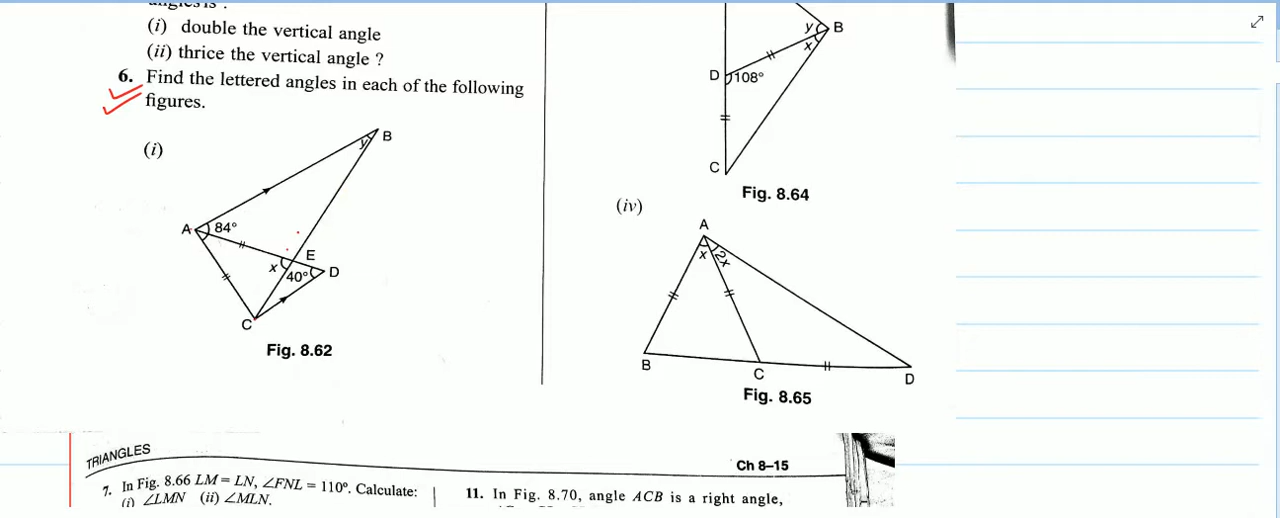 angles is :
(i) double the vertical angle
(ii) thrice the vertical angle ?
6. Find the lettered angles in each of the following
figures.
(i)
B
y
A
84°
E
x
40°
D
C
Fig. 8.62
y
B
x
D
108°
C
Fig. 8.64
(iv)
A
x
2x
B
C
D
Fig. 8.65
TRIANGLES
Ch 8–15
7. In Fig. 8.66 LM = LN, ∠FNL = 110°. Calculate:
(i) ∠LMN (ii) ∠MLN.
11. In Fig. 8.70, angle ACB is a right angle,